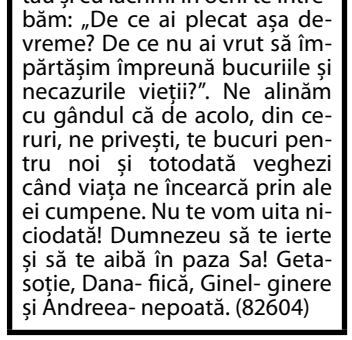 băm: „De ce ai plecat așa de-
vreme? De ce nu ai vrut să îm-
părtășim împreună bucuriile și
necazurile vieții?”. Ne alinăm
cu gândul că de acolo, din ce-
ruri, ne privești, te bucuri pen-
tru noi și totodată veghezi
când viața ne încearcă prin ale
ei cumpene. Nu te vom uita ni-
ciodată! Dumnezeu să te ierte
și să te aibă în paza Sa! Geta-
soție, Dana- fiică, Ginel- ginere
și Andreea- nepoată. (82604)